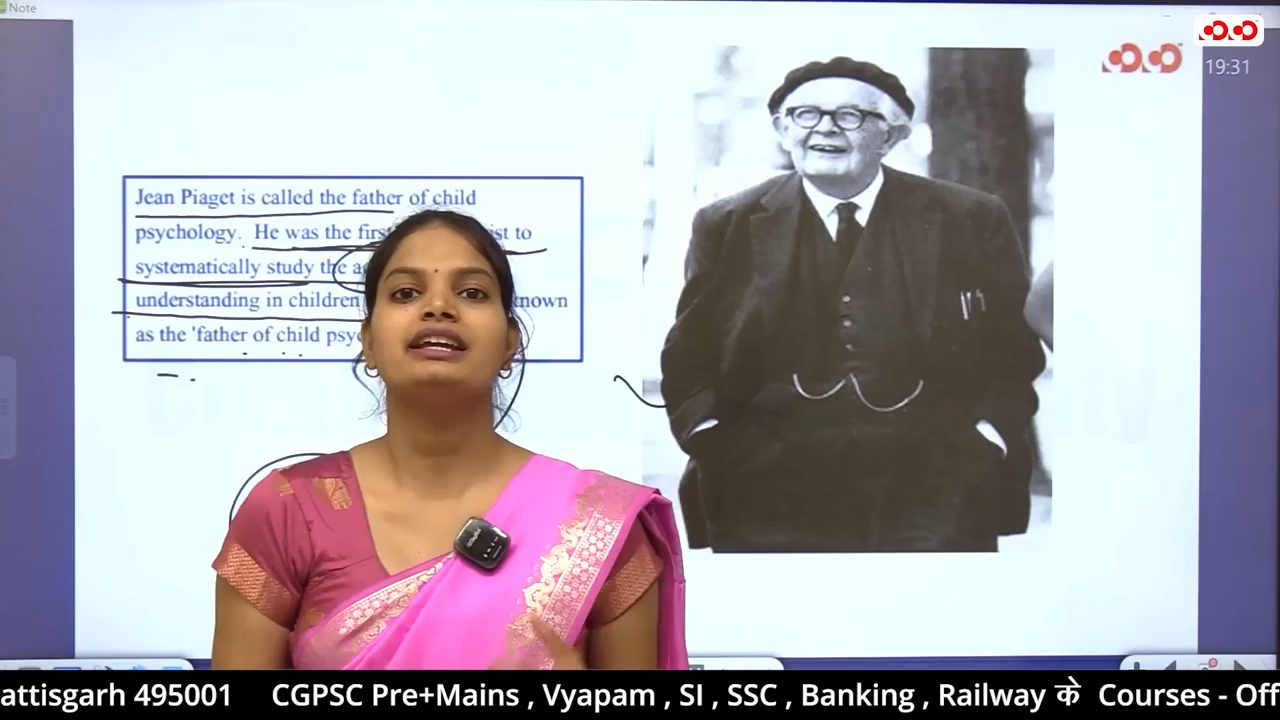 Note
19:31
Jean Piaget is called the father of child
psychology. He was the first to
systematically study the
understanding in children known
as the 'father of child
attisgarh 495001 CGPSC Pre+Mains , Vyapam , SI , SSC , Banking , Railway के Courses - Off